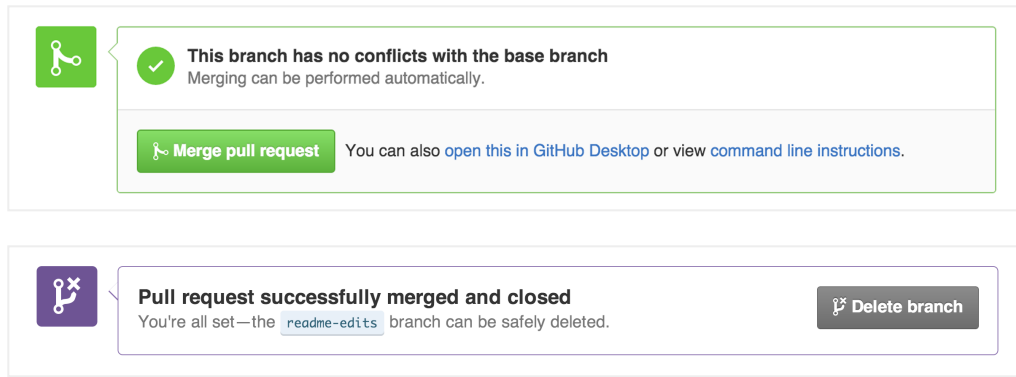 This branch has no conflicts with the base branch
Merging can be performed automatically.
Merge pull request You can also open this in GitHub Desktop or view command line instructions.
Pull request successfully merged and closed
You're all set—the readme-edits branch can be safely deleted.
Delete branch